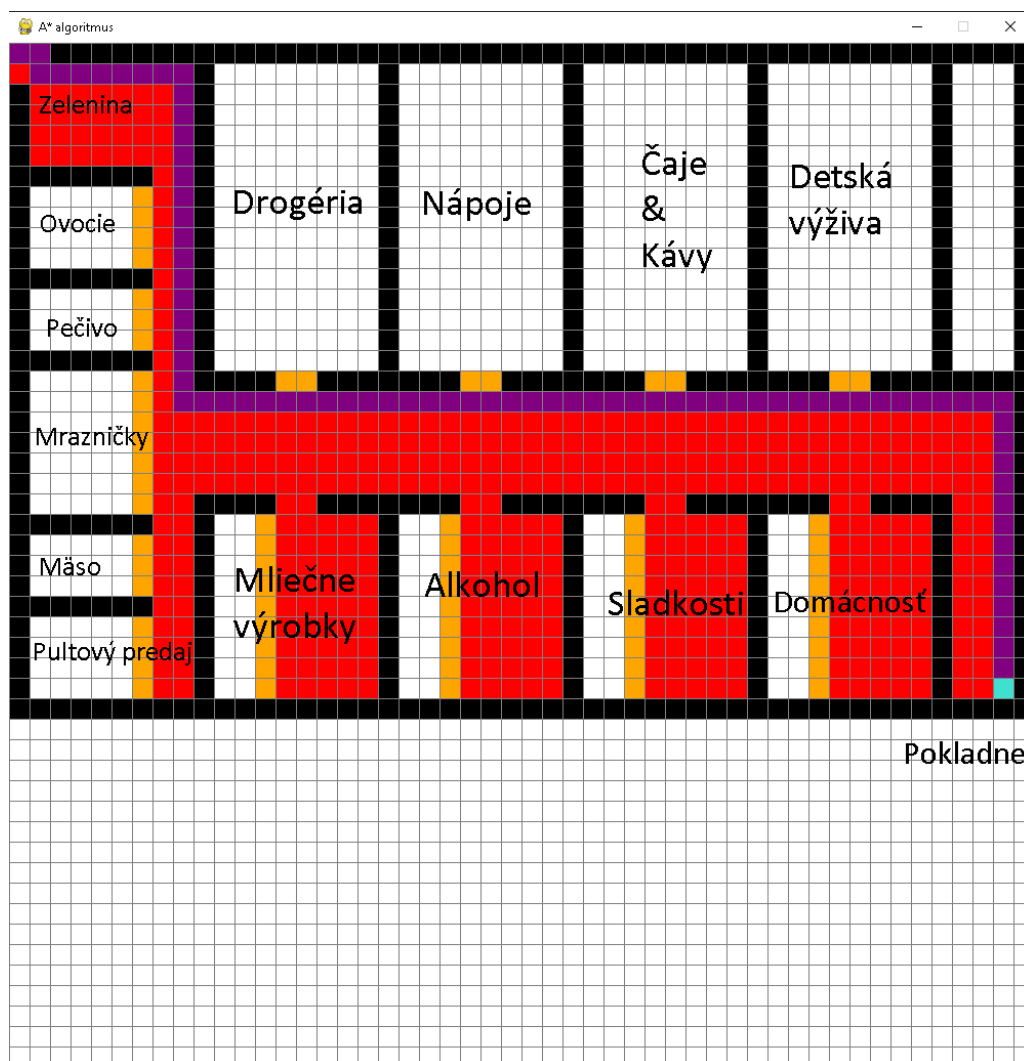 A* algoritmus
Zelenina
Ovocie
Pečivo
Mrazničky
Mäso
Pultový predaj
Drogéria
Nápoje
Čaje
&
Kávy
Detská
výživa
Mliečne
výrobky
Alkohol
Sladkosti
Domácnosť
Pokladne